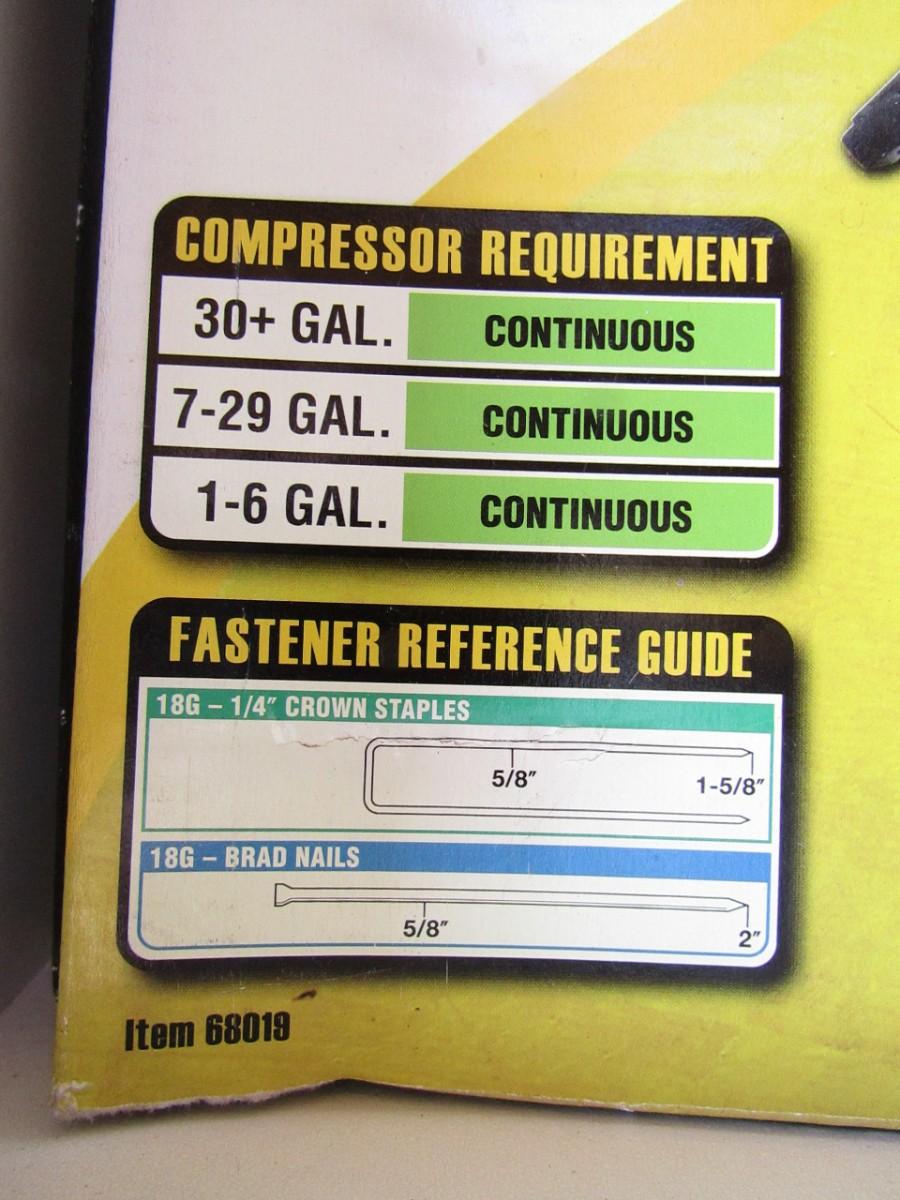 COMPRESSOR REQUIREMENT
30+ GAL. CONTINUOUS
7-29 GAL. CONTINUOUS
1-6 GAL. CONTINUOUS
FASTENER REFERENCE GUIDE
18G – 1/4″ CROWN STAPLES
5/8″ 1-5/8″
18G – BRAD NAILS
5/8″ 2″
Item 68019